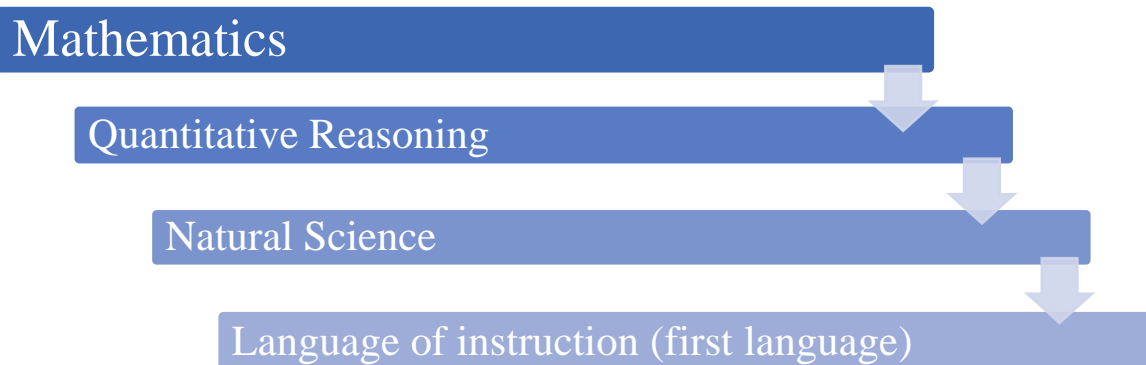 Mathematics
Quantitative Reasoning
Natural Science
Language of instruction (first language)